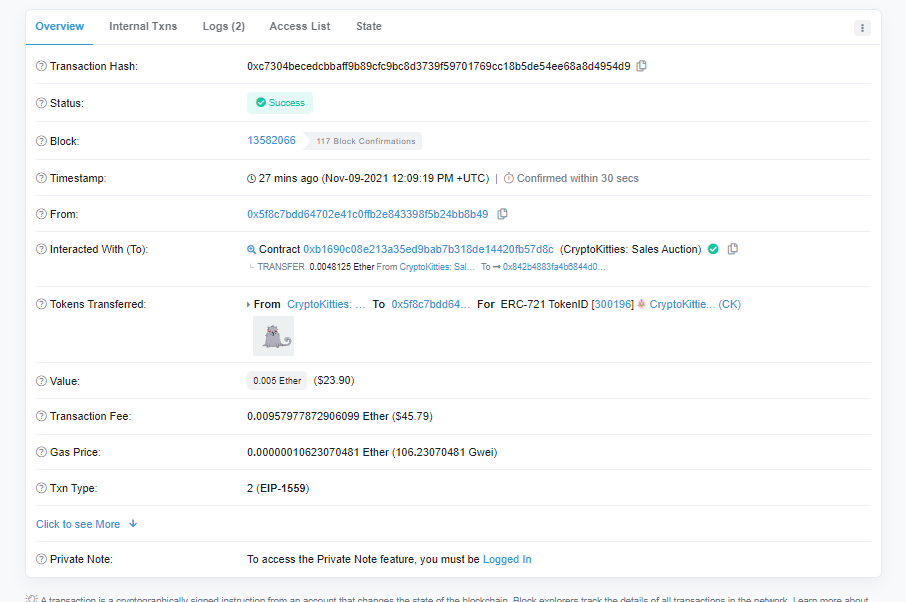 Overview Internal Txns Logs (2) Access List State
Transaction Hash: 0xc7304becedcbbaff9b89cfc9bc8d3739f59701769cc18b5de54ee68a8d4954d9
Status: Success
Block: 13582066 117 Block Confirmations
Timestamp: 27 mins ago (Nov-09-2021 12:09:19 PM +UTC) | Confirmed within 30 secs
From: 0x5f8c7bdd64702e41c0ffb2e843398f5b24bb8b49
Interacted With (To): Contract 0xb1690c08e213a35ed9bab7b318de14420fb57d8c (CryptoKitties: Sales Auction)
TRANSFER 0.0048125 Ether From CryptoKitties: Sal... To → 0x842b4883fa4b6844d0...
Tokens Transferred: From CryptoKitties: ... To 0x5f8c7bdd64... For ERC-721 TokenID [300196] CryptoKittie... (CK)
Value: 0.005 Ether ($23.90)
Transaction Fee: 0.00957977872906099 Ether ($45.79)
Gas Price: 0.00000010623070481 Ether (106.23070481 Gwei)
Txn Type: 2 (EIP-1559)
Click to see More
Private Note: To access the Private Note feature, you must be Logged In
A transaction is a cryptographically signed instruction from an account that changes the state of the blockchain. Block explorers track the details of all transactions in the network. Learn more about